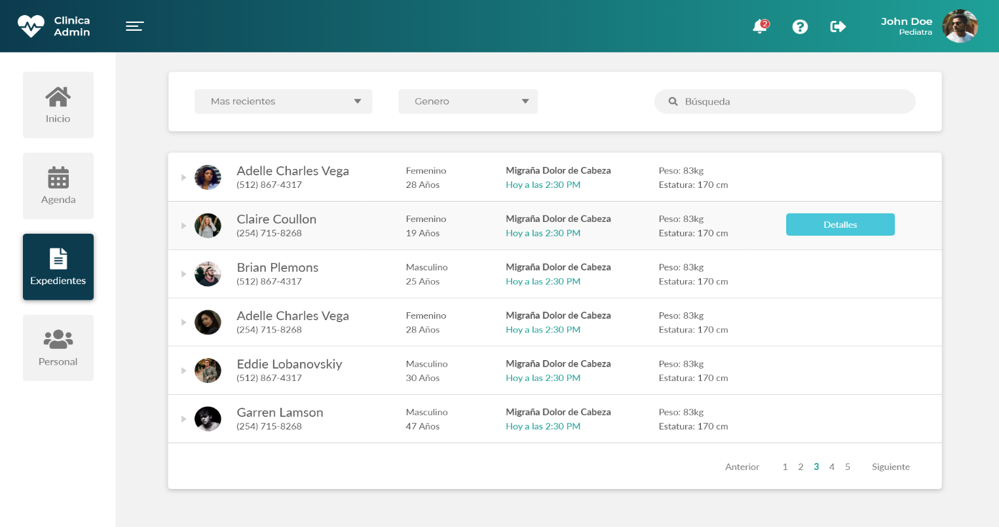 Clinica
Admin
2
John Doe
Pediatra
Inicio
Agenda
Expedientes
Personal
Mas recientes
Genero
Búsqueda
Adelle Charles Vega
(512) 867-4317
Femenino
28 Años
Migraña Dolor de Cabeza
Hoy a las 2:30 PM
Peso: 83kg
Estatura: 170 cm
Claire Coullon
(254) 715-8268
Femenino
19 Años
Migraña Dolor de Cabeza
Hoy a las 2:30 PM
Peso: 83kg
Estatura: 170 cm
Detalles
Brian Plemons
(512) 867-4317
Masculino
25 Años
Migraña Dolor de Cabeza
Hoy a las 2:30 PM
Peso: 83kg
Estatura: 170 cm
Adelle Charles Vega
(254) 715-8268
Femenino
28 Años
Migraña Dolor de Cabeza
Hoy a las 2:30 PM
Peso: 83kg
Estatura: 170 cm
Eddie Lobanovskiy
(512) 867-4317
Masculino
30 Años
Migraña Dolor de Cabeza
Hoy a las 2:30 PM
Peso: 83kg
Estatura: 170 cm
Garren Lamson
(254) 715-8268
Masculino
47 Años
Migraña Dolor de Cabeza
Hoy a las 2:30 PM
Peso: 83kg
Estatura: 170 cm
Anterior 1 2 3 4 5 Siguiente